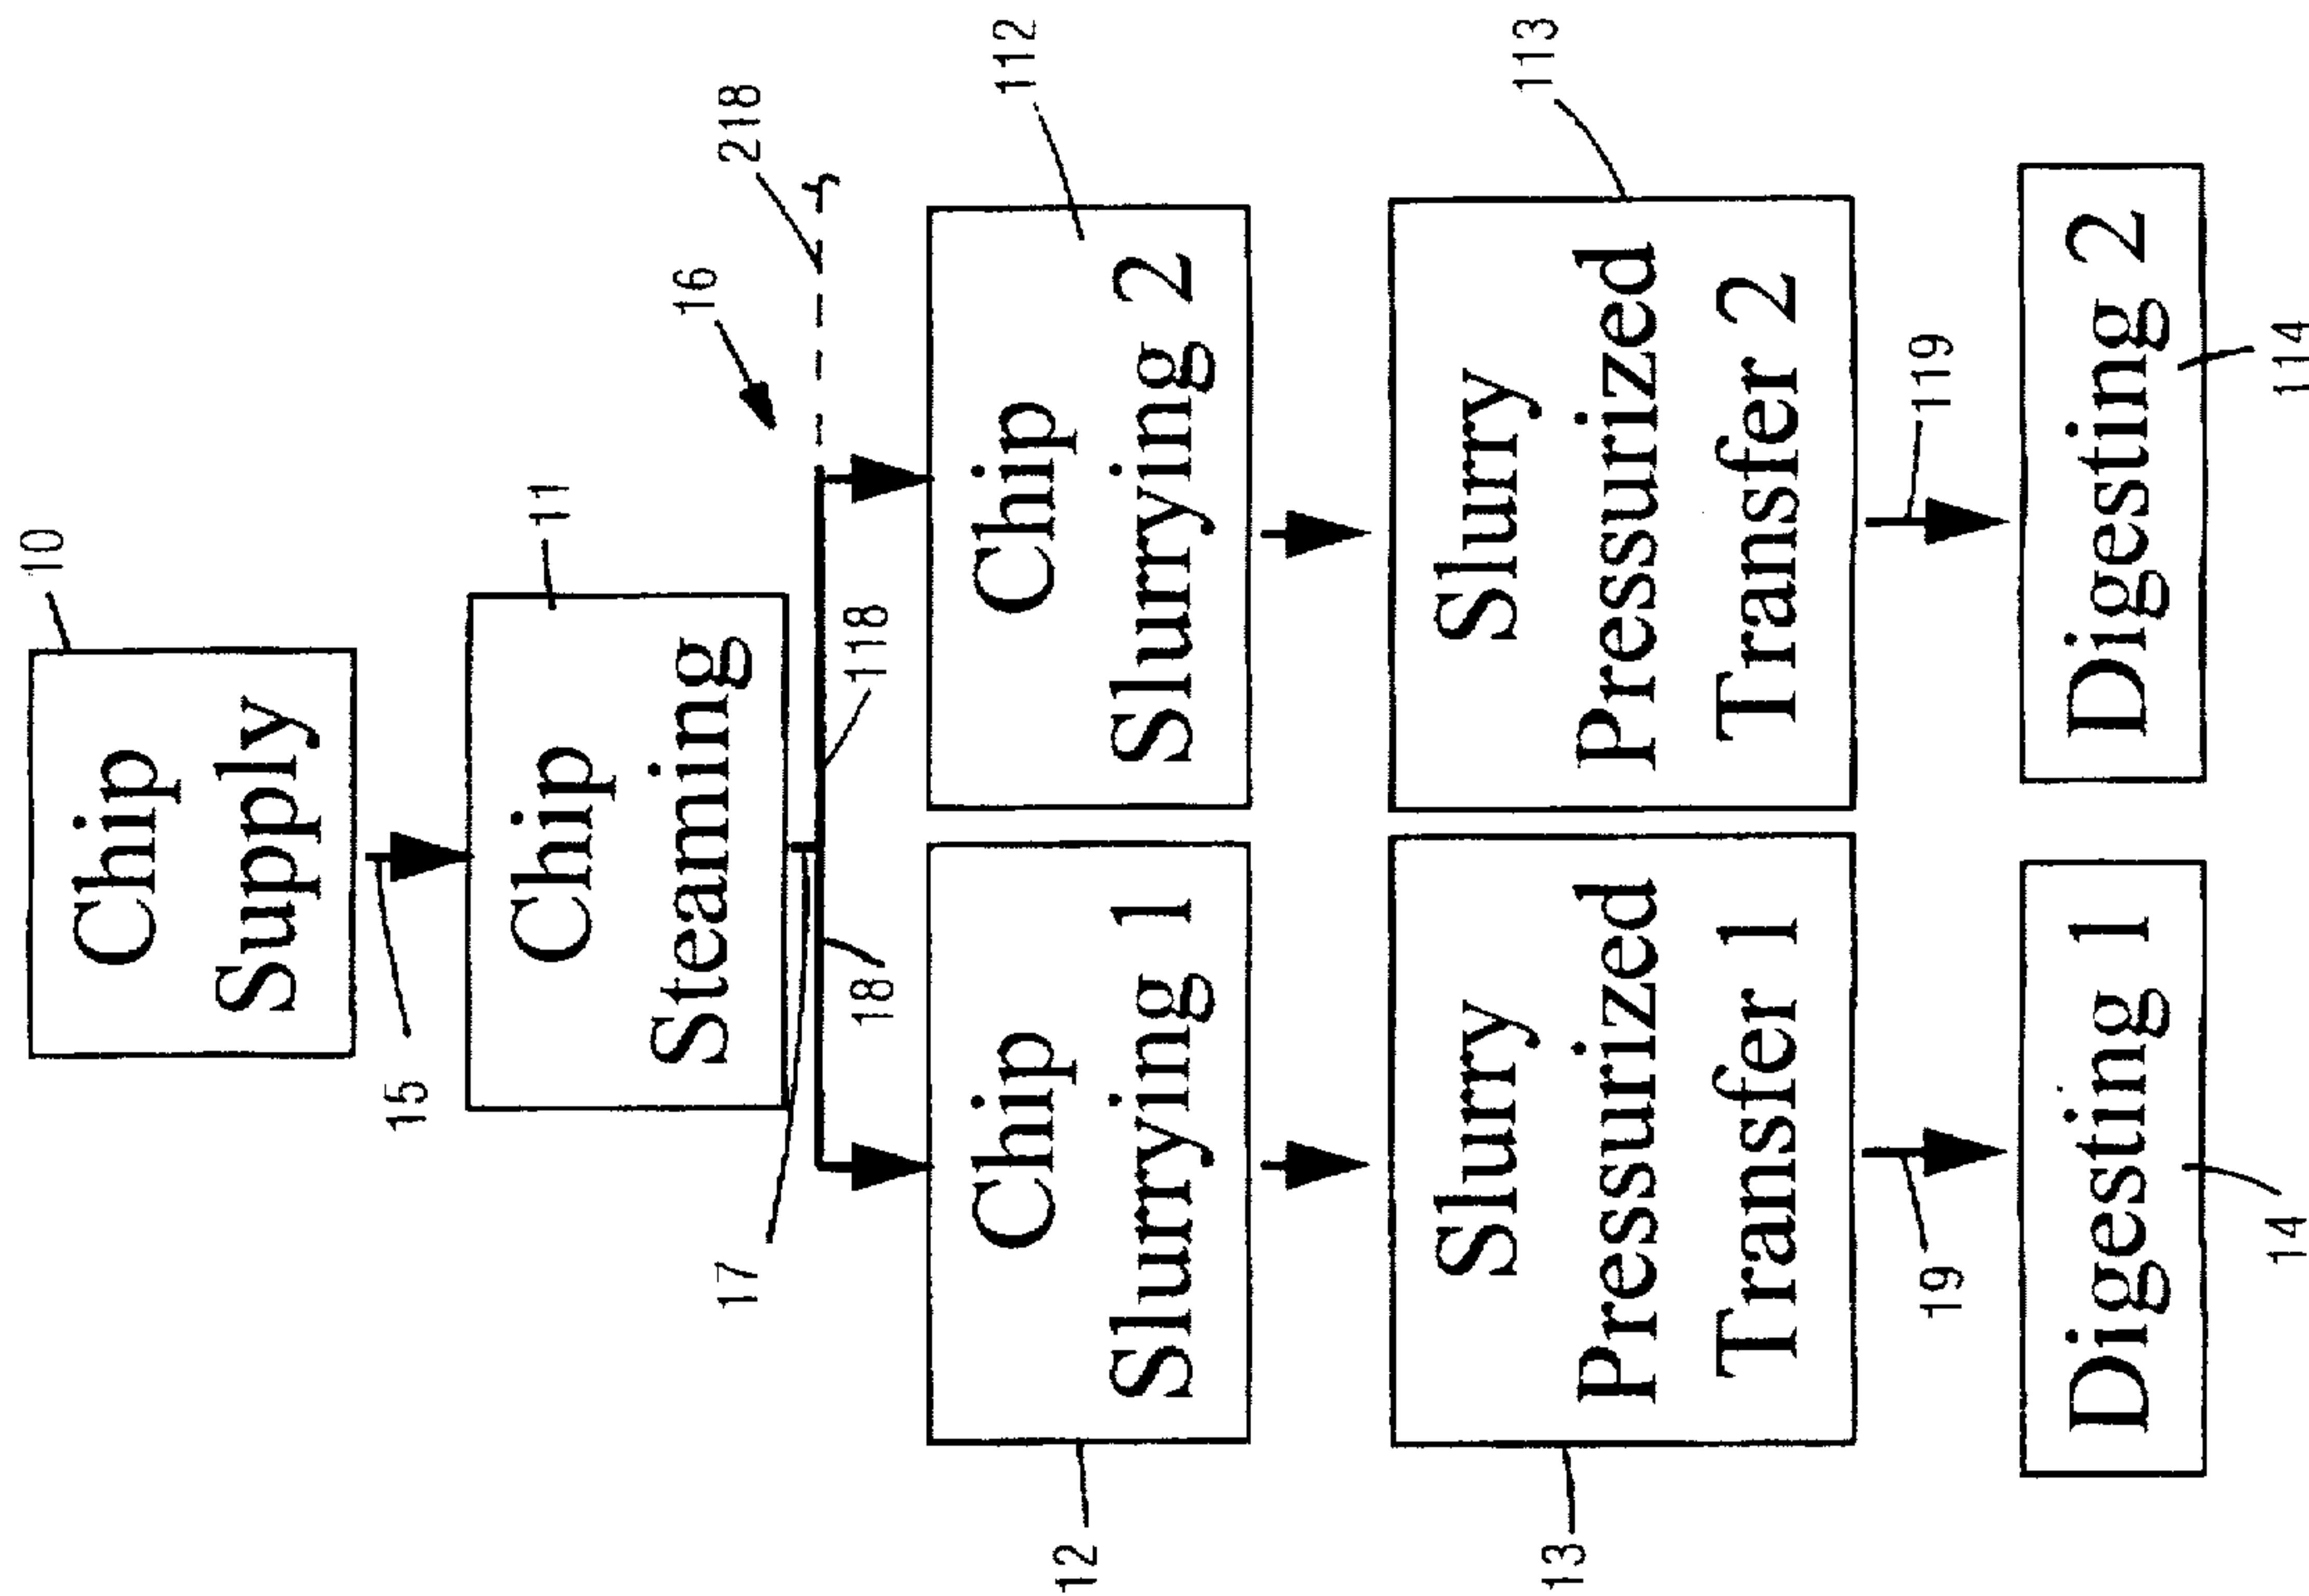 10
Chip
Supply
15
11
Chip
Steaming
16
218
17
18
118
12
Chip
Slurrying 1
112
Chip
Slurrying 2
13
Slurry
Pressurized
Transfer 1
113
Slurry
Pressurized
Transfer 2
19
119
Digesting 1
14
Digesting 2
114